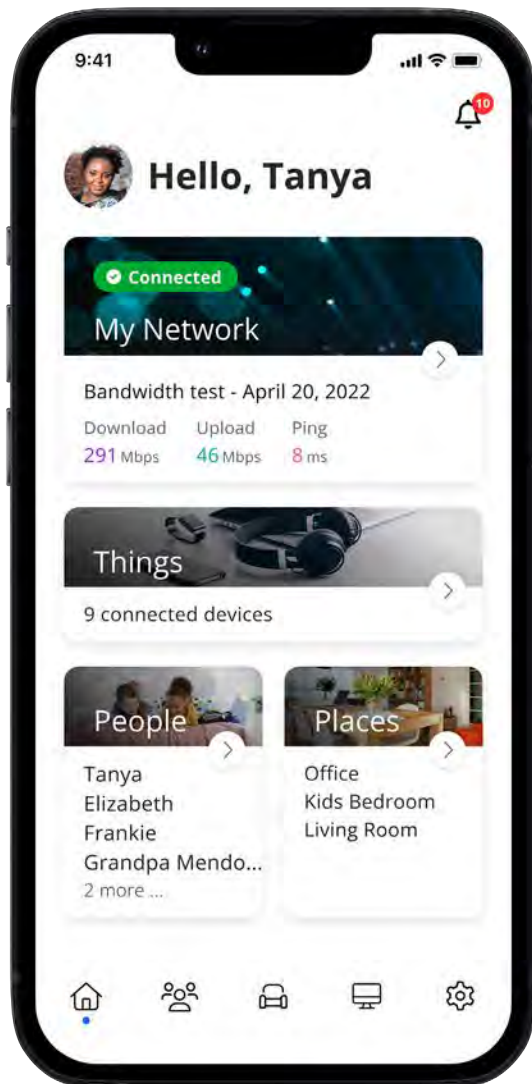 9:41
10
Hello, Tanya
Connected
My Network
Bandwidth test - April 20, 2022
Download Upload Ping
291 Mbps 46 Mbps 8 ms
Things
9 connected devices
People
Tanya
Elizabeth
Frankie
Grandpa Mendo...
2 more ...
Places
Office
Kids Bedroom
Living Room